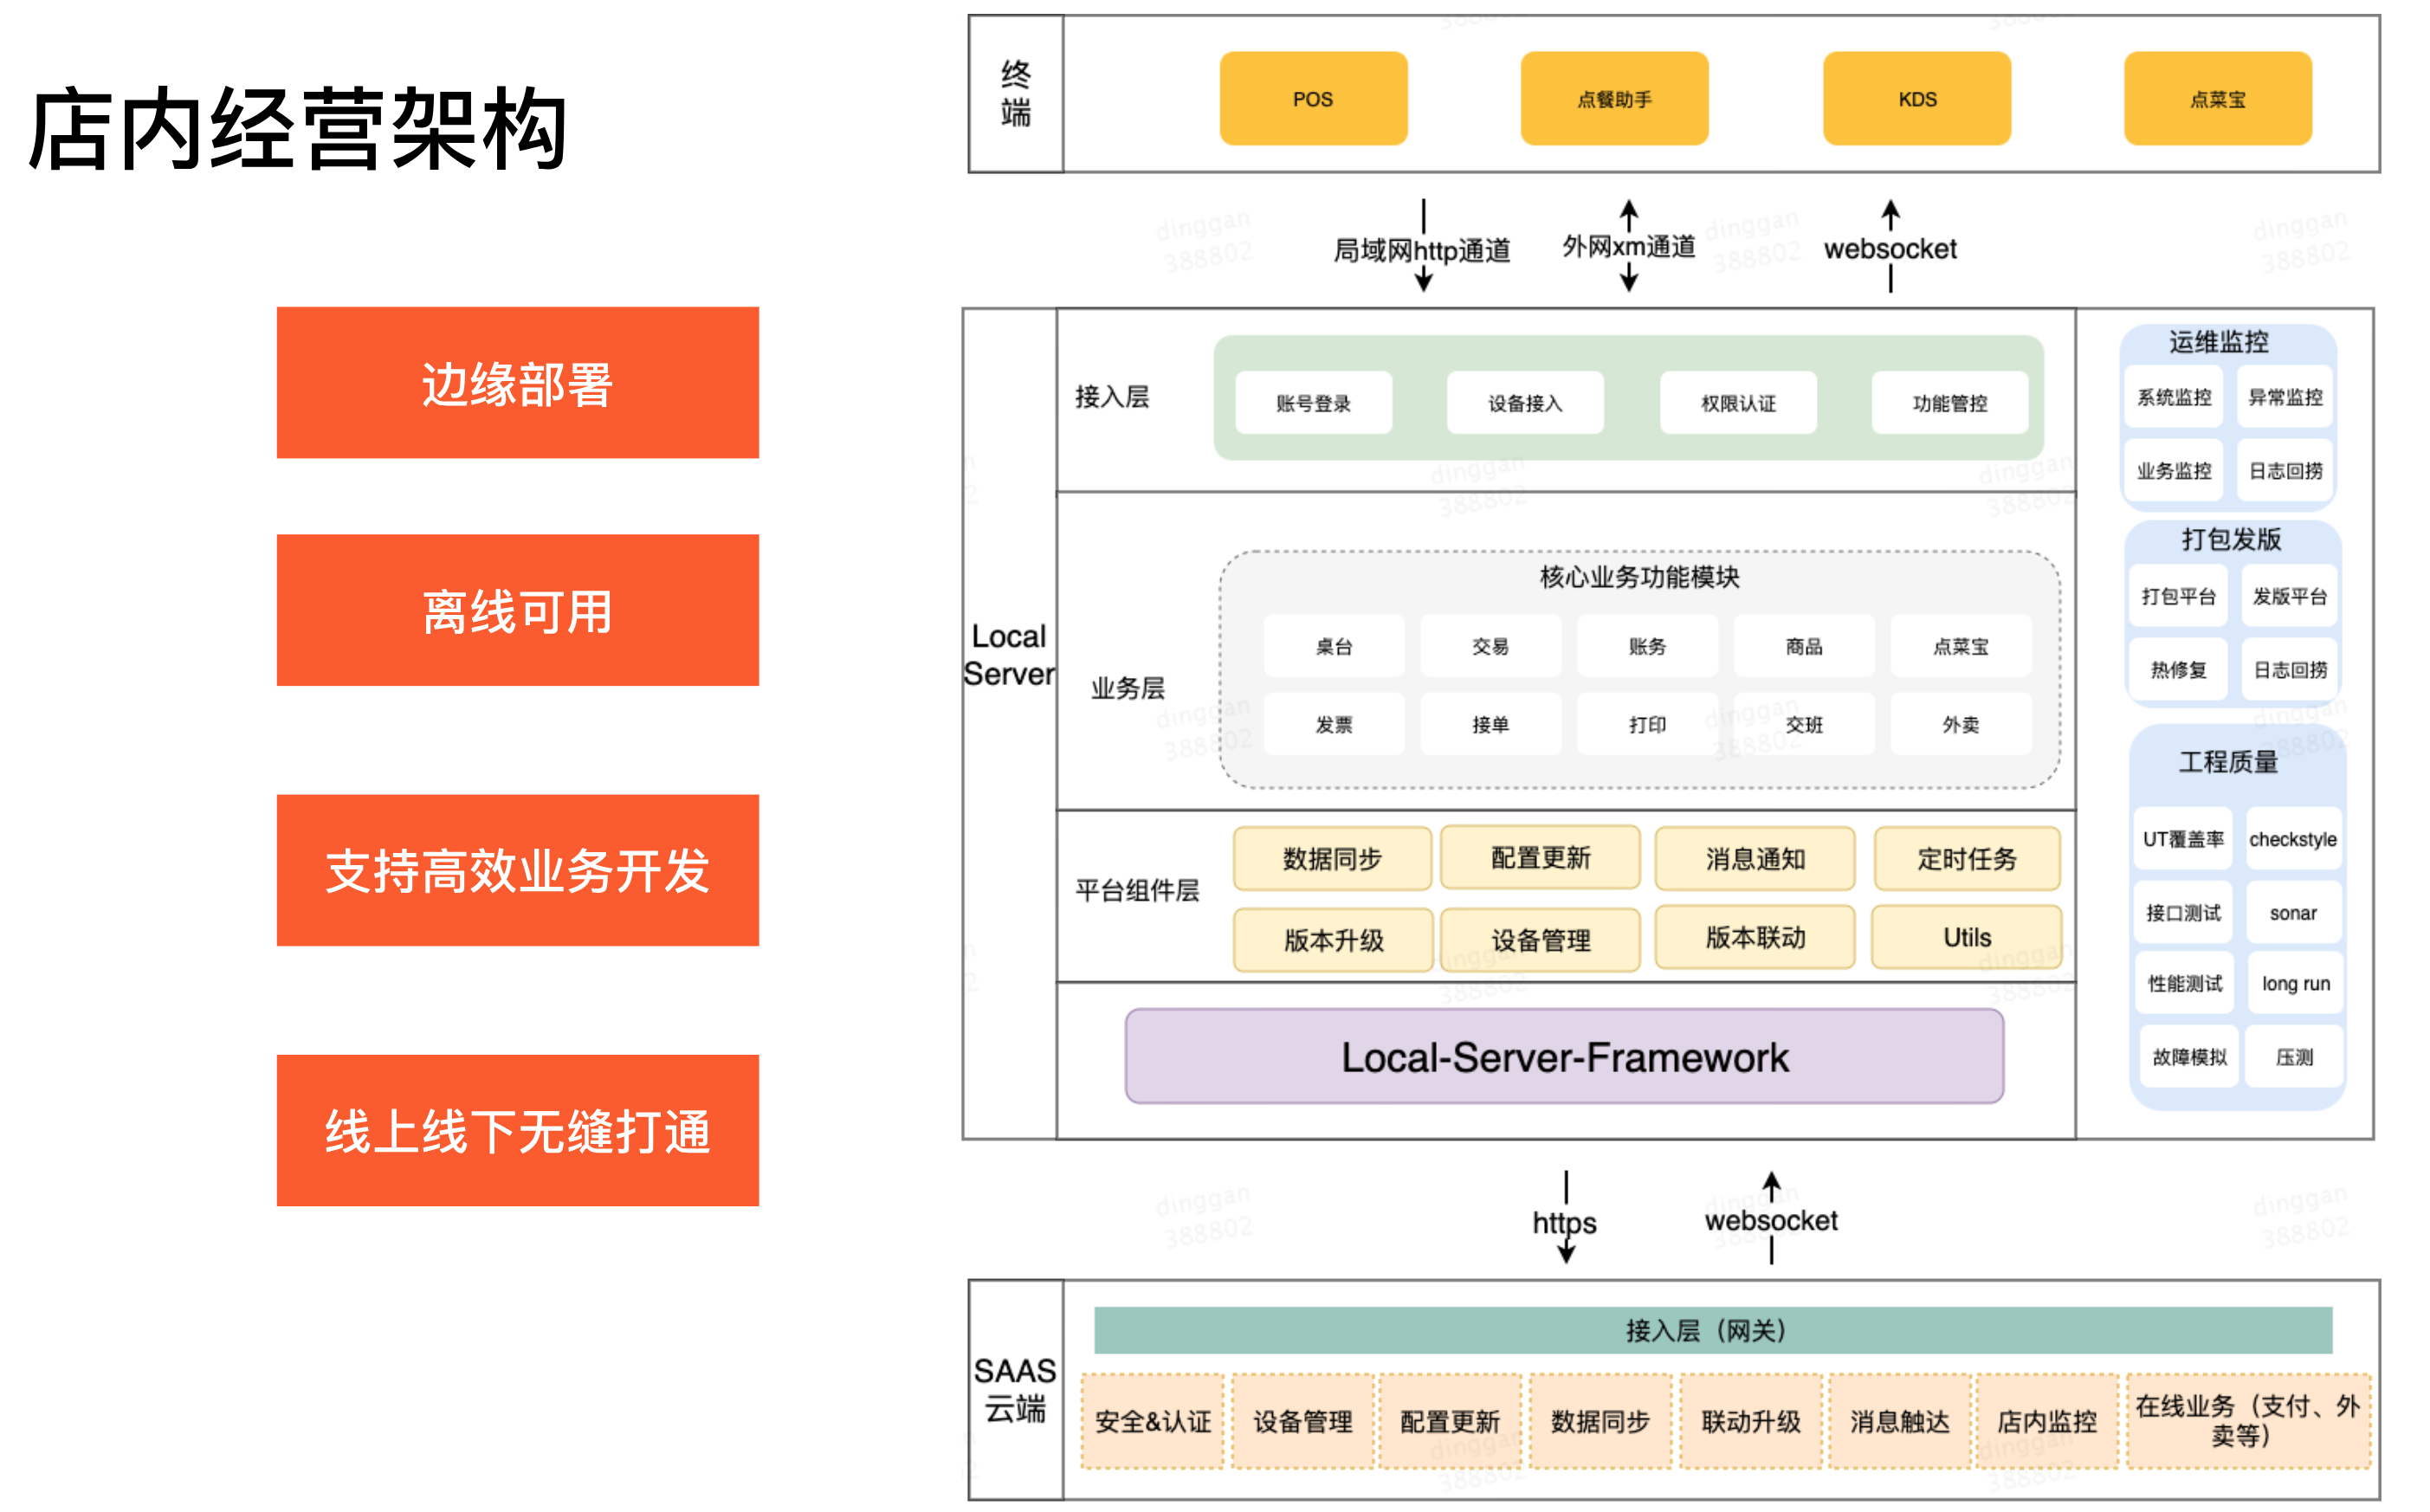 店内经营架构
边缘部署
离线可用
支持高效业务开发
线上线下无缝打通
终
端
POS
点餐助手
KDS
点菜宝
局域网http通道
外网xm通道
websocket
Local
Server
接入层
账号登录
设备接入
权限认证
功能管控
业务层
核心业务功能模块
桌台
交易
账务
商品
点菜宝
发票
接单
打印
交班
外卖
平台组件层
数据同步
配置更新
消息通知
定时任务
版本升级
设备管理
版本联动
Utils
Local-Server-Framework
运维监控
系统监控
异常监控
业务监控
日志回捞
打包发版
打包平台
发版平台
热修复
日志回捞
工程质量
UT覆盖率
checkstyle
接口测试
sonar
性能测试
long run
故障模拟
压测
https
websocket
SAAS
云端
接入层（网关）
安全&认证
设备管理
配置更新
数据同步
联动升级
消息触达
店内监控
在线业务（支付、外
卖等）
dinggan
388802